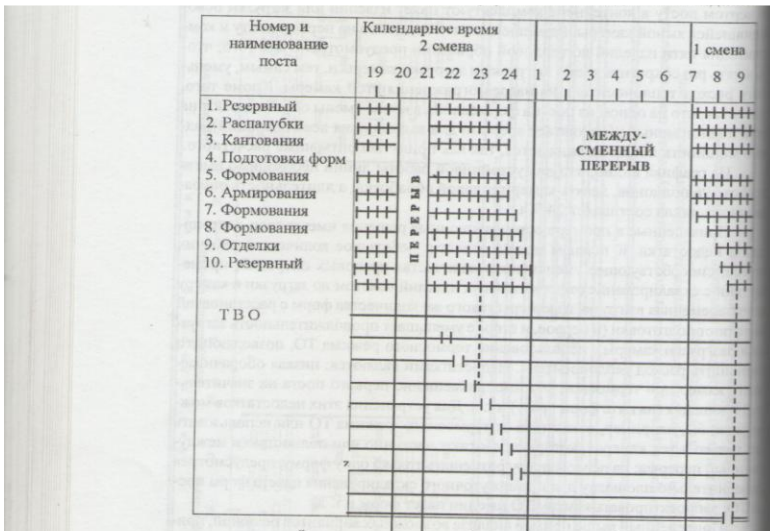 Номер и
наименование
поста
Календарное время
2 смена
1 смена
19 20 21 22 23 24 1 2 3 4 5 6 7 8 9
1. Резервный
2. Распалубки
3. Кантования
4. Подготовки форм
5. Формования
6. Армирования
7. Формования
8. Формования
9. Отделки
10. Резервный
ПЕРЕРЫВ
МЕЖДУ-
СМЕННЫЙ
ПЕРЕРЫВ
ТВО